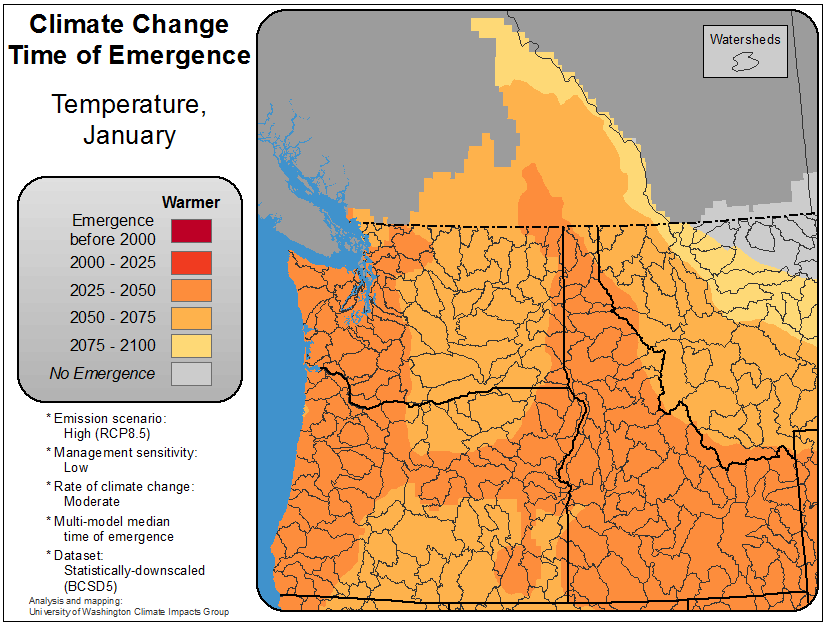 Climate Change
Time of Emergence
Temperature,
January
Warmer
Emergence
before 2000
2000 - 2025
2025 - 2050
2050 - 2075
2075 - 2100
No Emergence
* Emission scenario:
High (RCP8.5)
* Management sensitivity:
Low
* Rate of climate change:
Moderate
* Multi-model median
time of emergence
* Dataset:
Statistically-downscaled
(BCSD5)
Analysis and mapping:
University of Washington Climate Impacts Group
Watersheds